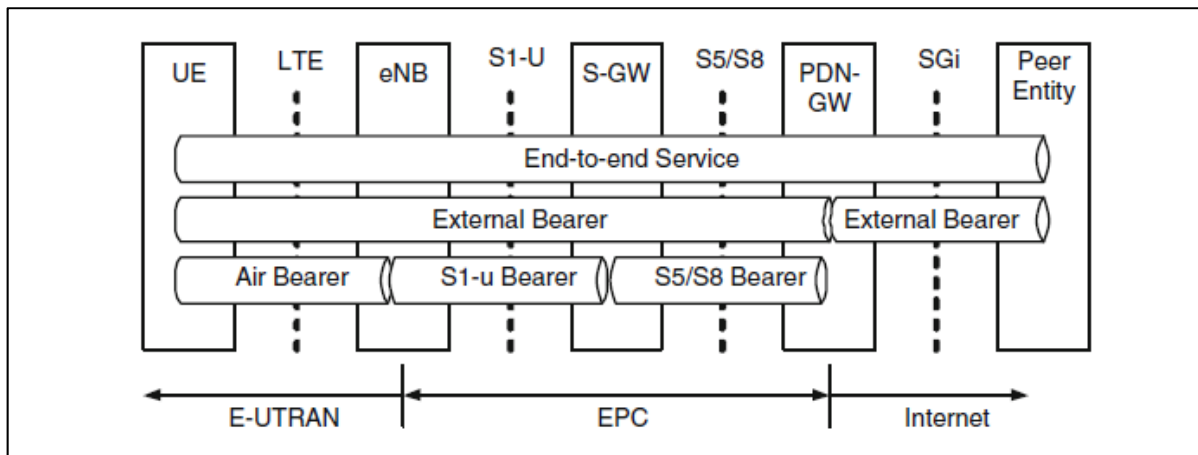 UE
LTE
eNB
S1-U
S-GW
S5/S8
PDN-
GW
SGi
Peer
Entity
End-to-end Service
External Bearer
External Bearer
Air Bearer
S1-u Bearer
S5/S8 Bearer
E-UTRAN
EPC
Internet